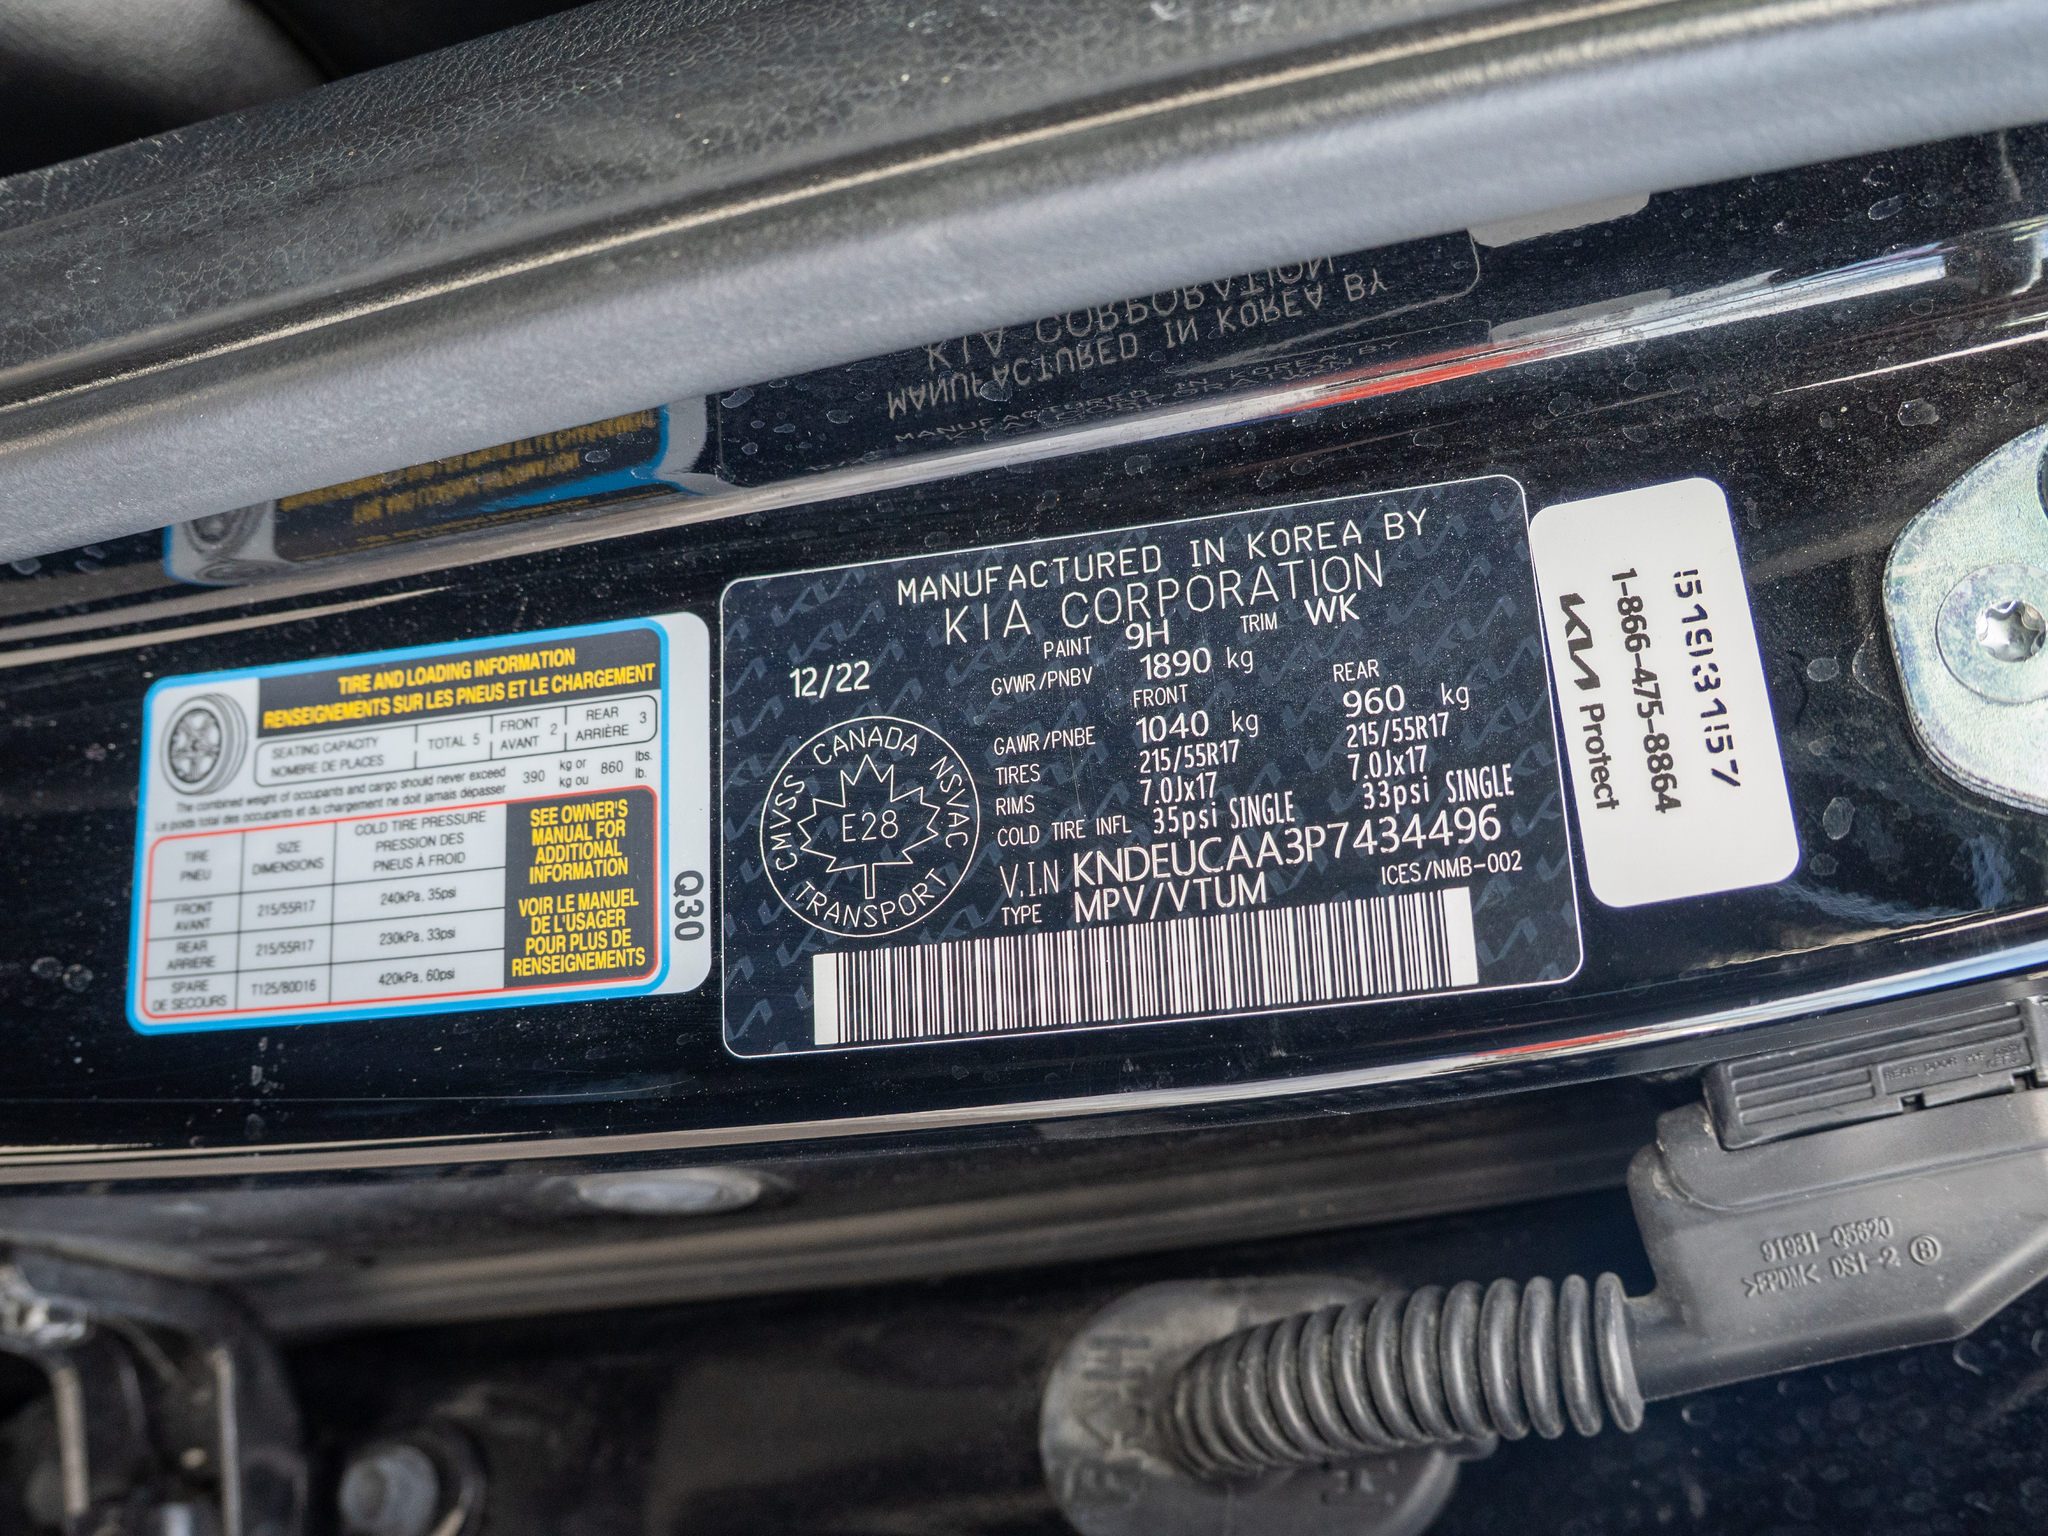 TIRE AND LOADING INFORMATION
RENSEIGNEMENTS SUR LES PNEUS ET LE CHARGEMENT
SEATING CAPACITY
NOMBRE DE PLACES
TOTAL 5
FRONT
AVANT 2
REAR
ARRIÈRE 3
The combined weight of occupants and cargo should never exceed 390 kg or 860 lbs.
Le poids total des occupants et du chargement ne doit jamais dépasser kg ou lb.
TIRE
PNEU
SIZE
DIMENSIONS
COLD TIRE PRESSURE
PRESSION DES
PNEUS À FROID
FRONT
AVANT
215/55R17
240kPa, 35psi
REAR
ARRIÈRE
215/55R17
230kPa, 33psi
SPARE
DE SECOURS
T125/80D16
420kPa, 60psi
SEE OWNER'S
MANUAL FOR
ADDITIONAL
INFORMATION
VOIR LE MANUEL
DE L'USAGER
POUR PLUS DE
RENSEIGNEMENTS
Q30
MANUFACTURED IN KOREA BY
KIA CORPORATION
PAINT 9H TRIM WK
12/22
GVWR/PNBV 1890 kg
FRONT REAR
GAWR/PNBE 1040 kg 960 kg
TIRES 215/55R17 215/55R17
RIMS 7.0Jx17 7.0Jx17
COLD TIRE INFL 35psi SINGLE 33psi SINGLE
V.I.N KNDEUCAA3P7434496
TYPE MPV/VTUM ICES/NMB-002
CMVSS CANADA NSVAC
E28
TRANSPORT
1-866-475-8864
KIA Protect
91981-Q5620
>EPDM< DS1-2 B